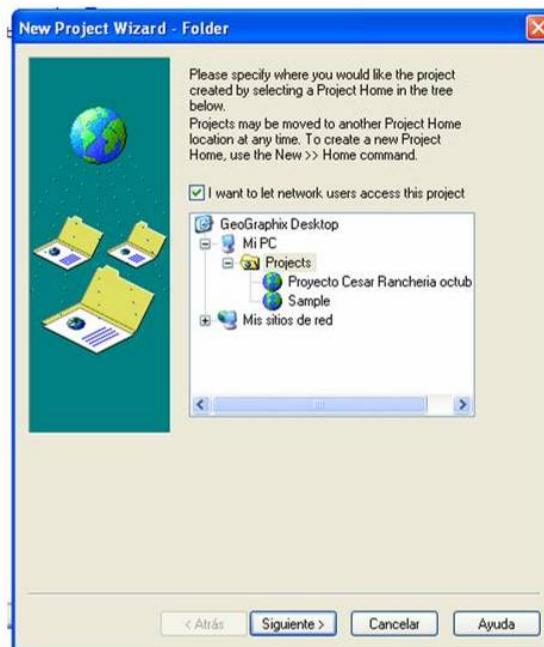 New Project Wizard - Folder
Please specify where you would like the project
created by selecting a Project Home in the tree
below.
Projects may be moved to another Project Home
location at any time. To create a new Project
Home, use the New >> Home command.
I want to let network users access this project
GeoGraphix Desktop
Mi PC
Projects
Proyecto Cesar Rancheria octub
Sample
Mis sitios de red
< Atrás
Siguiente >
Cancelar
Ayuda